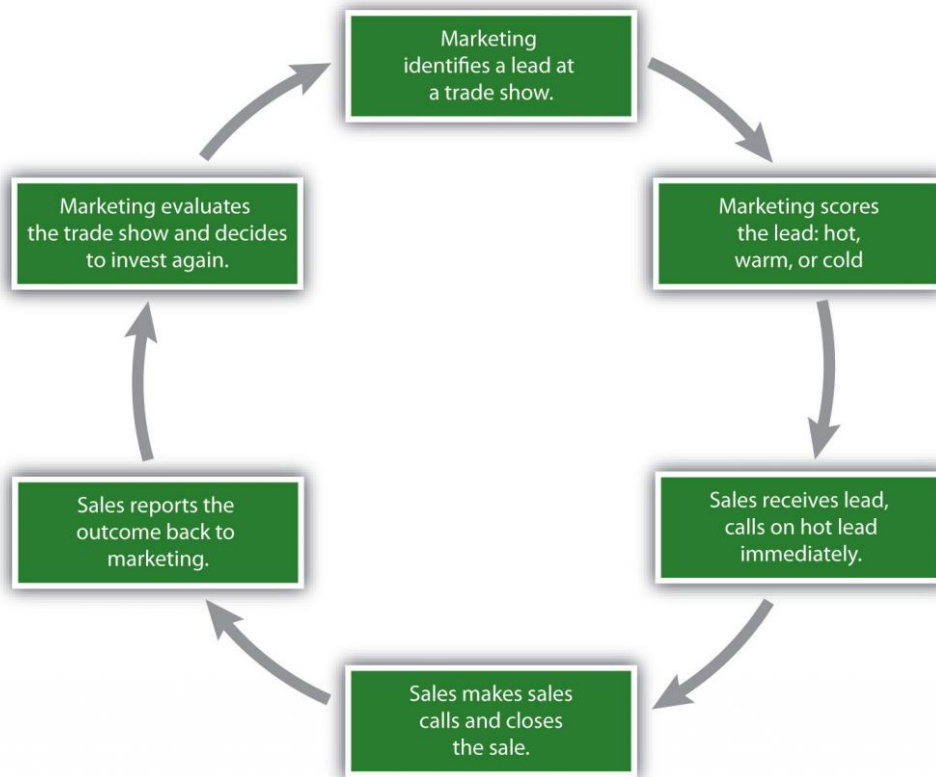 Marketing
identifies a lead at
a trade show.
Marketing scores
the lead: hot,
warm, or cold
Sales receives lead,
calls on hot lead
immediately.
Sales makes sales
calls and closes
the sale.
Sales reports the
outcome back to
marketing.
Marketing evaluates
the trade show and decides
to invest again.